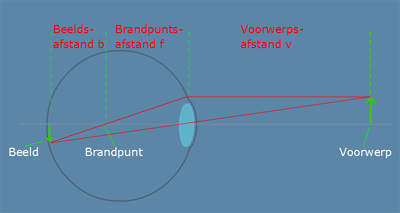 Beelds-
afstand b
Brandpunts-
afstand f
Voorwerps-
afstand v
Beeld
Brandpunt
Voorwerp